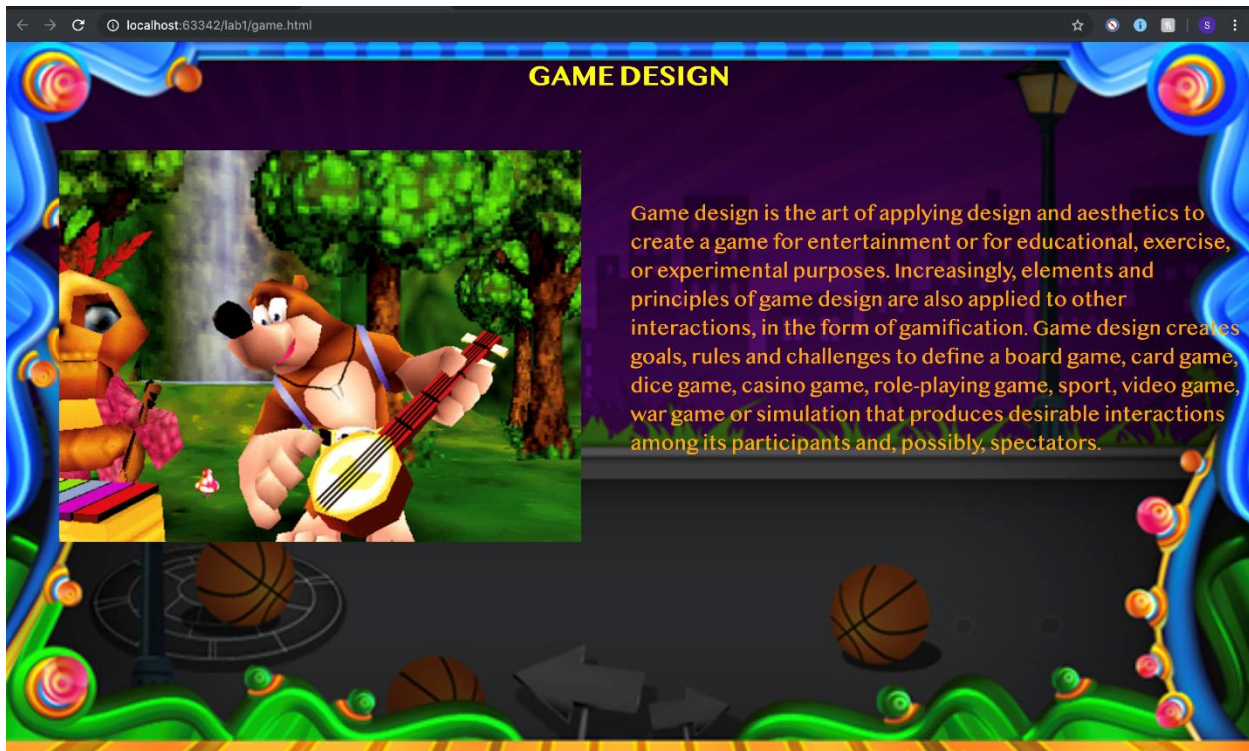 localhost:63342/lab1/game.html
S
GAME DESIGN
Game design is the art of applying design and aesthetics to
create a game for entertainment or for educational, exercise,
or experimental purposes. Increasingly, elements and
principles of game design are also applied to other
interactions, in the form of gamification. Game design creates
goals, rules and challenges to define a board game, card game,
dice game, casino game, role-playing game, sport, video game,
war game or simulation that produces desirable interactions
among its participants and, possibly, spectators.